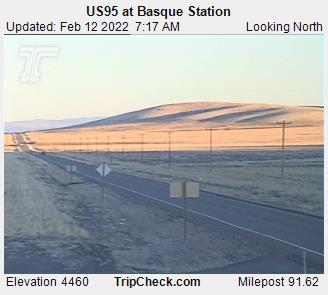 US95 at Basque Station
Updated: Feb 12 2022 7:17 AM Looking North
Elevation 4460 TripCheck.com Milepost 91.62